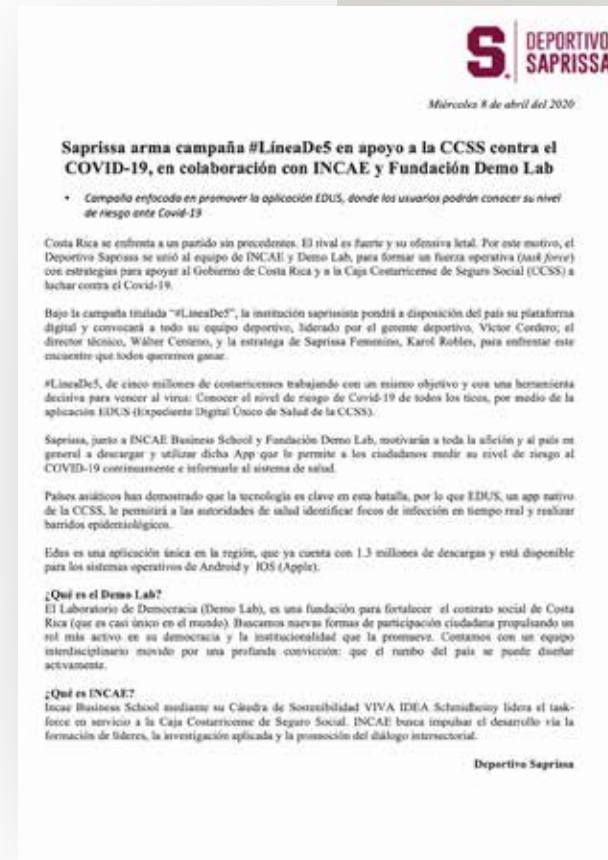 S.
DEPORTIVO
SAPRISSA
Miércoles 8 de abril del 2020
Saprissa arma campaña #LíneaDe5 en apoyo a la CCSS contra el
COVID-19, en colaboración con INCAE y Fundación Demo Lab
• Campaña enfocado en promover la aplicación EDUS, donde los usuarios podrán conocer su nivel
de riesgo ante Covid-19
Costa Rica se enfrenta a un partido sin precedentes. El rival es fuerte y su ofensiva letal. Por este motivo, el
Deportivo Saprissa se unió al equipo de INCAE y Demo Lab, para formar un fuerza operativa (task force)
con estrategias para apoyar al Gobierno de Costa Rica y a la Caja Costarricense de Seguro Social (CCSS) a
luchar contra el Covid-19.
Bajo la campaña titulada “#LíneaDe5”, la institución saprissista pondrá a disposición del país su plataforma
digital y convocará a todo su equipo deportivo, liderado por el gerente deportivo, Víctor Cordero; el
director técnico, Wálter Centeno, y la estratega de Saprissa Femenino, Karol Robles, para enfrentar este
encuentro que todos queremos ganar.
#LíneaDe5, de cinco millones de costarricenses trabajando con un mismo objetivo y con una herramienta
decisiva para vencer al virus: Conocer el nivel de riesgo de Covid-19 de todos los ticos, por medio de la
aplicación EDUS (Expediente Digital Único de Salud de la CCSS).
Saprissa, junto a INCAE Business School y Fundación Demo Lab, motivarán a toda la afición y al país en
general a descargar y utilizar dicha App que le permite a los ciudadanos medir su nivel de riesgo al
COVID-19 continuamente e informarle al sistema de salud.
Países asiáticos han demostrado que la tecnología es clave en esta batalla, por lo que EDUS, un app nativo
de la CCSS, le permitirá a las autoridades de salud identificar focos de infección en tiempo real y realizar
barridos epidemiológicos.
Edus es una aplicación única en la región, que ya cuenta con 1.3 millones de descargas y está disponible
para los sistemas operativos de Android y IOS (Apple).
¿Qué es el Demo Lab?
El Laboratorio de Democracia (Demo Lab), es una fundación para fortalecer el contrato social de Costa
Rica (que es casi único en el mundo). Buscamos nuevas formas de participación ciudadana propulsando un
rol más activo en su democracia y la institucionalidad que la promueve. Contamos con un equipo
interdisciplinario movido por una profunda convicción: que el rumbo del país se puede diseñar
activamente.
¿Qué es INCAE?
Incae Business School mediante su Cátedra de Sostenibilidad VIVA IDEA Schmidheiny lidera el task-
force en servicio a la Caja Costarricense de Seguro Social. INCAE busca impulsar el desarrollo vía la
formación de líderes, la investigación aplicada y la promoción del diálogo intersectorial.
Deportivo Saprissa